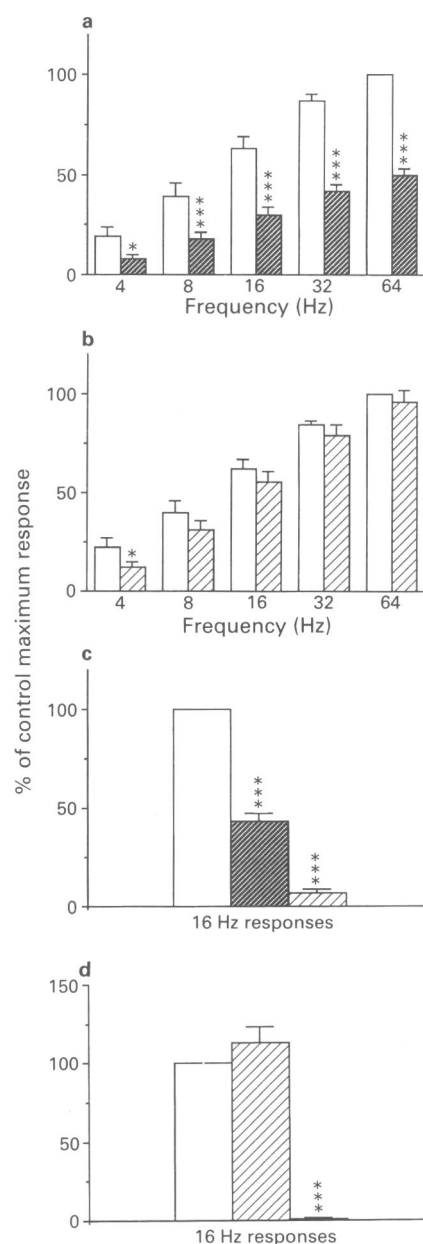 a
100
50
0
*
***
***
***
***
4 8 16 32 64
Frequency (Hz)
b
100
50
0
*
4 8 16 32 64
Frequency (Hz)
% of control maximum response
c
100
50
0
***
***
16 Hz responses
d
150
100
50
0
***
16 Hz responses